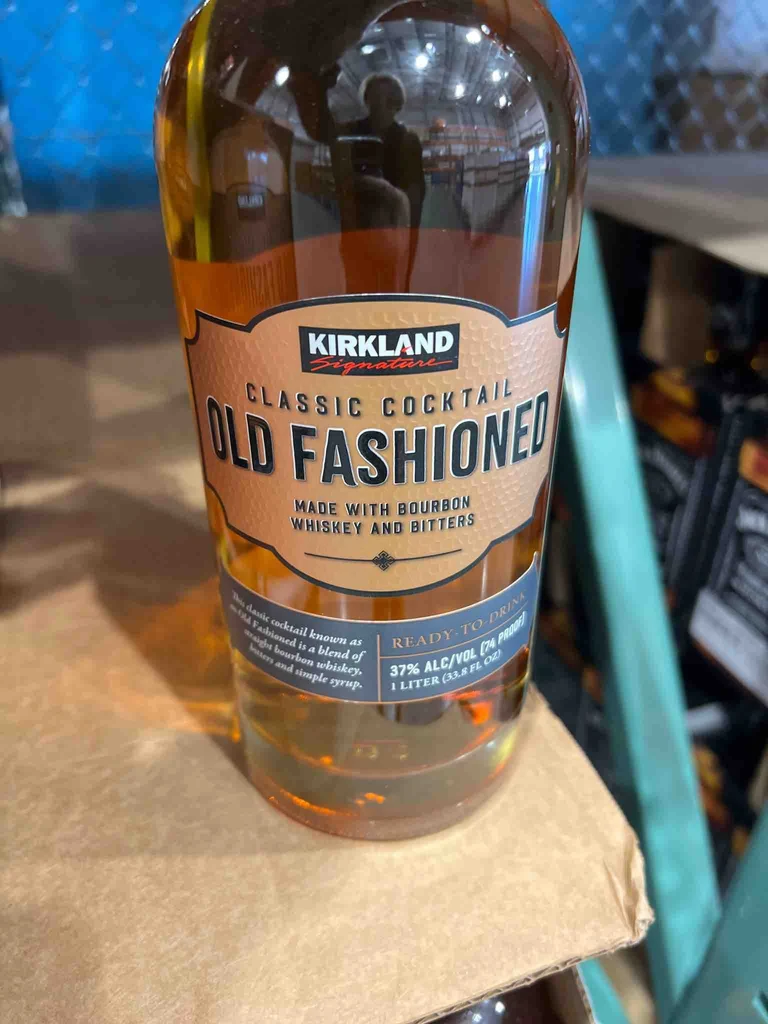 KIRKLAND
Signature
CLASSIC COCKTAIL
OLD FASHIONED
MADE WITH BOURBON
WHISKEY AND BITTERS
This classic cocktail known as
an Old Fashioned is a blend of
straight bourbon whiskey,
bitters and simple syrup.
READY-TO-DRINK
37% ALC/VOL (74 PROOF)
1 LITER (33.8 FL OZ)